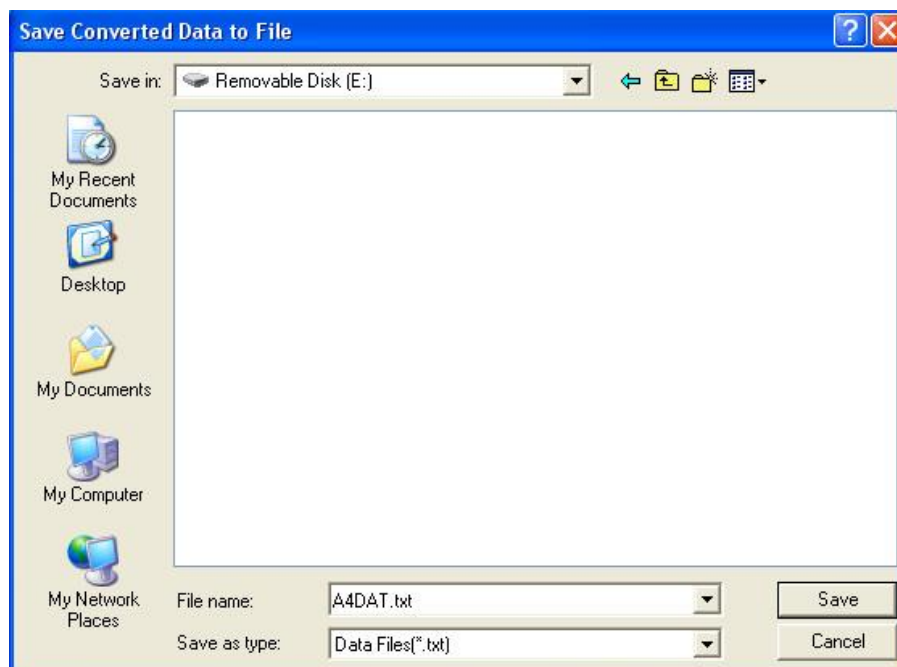 Save Converted Data to File
Save in:
Removable Disk (E:)
My Recent
Documents
Desktop
My Documents
My Computer
My Network
Places
File name:
A4DAT.txt
Save
Save as type:
Data Files(*.txt)
Cancel